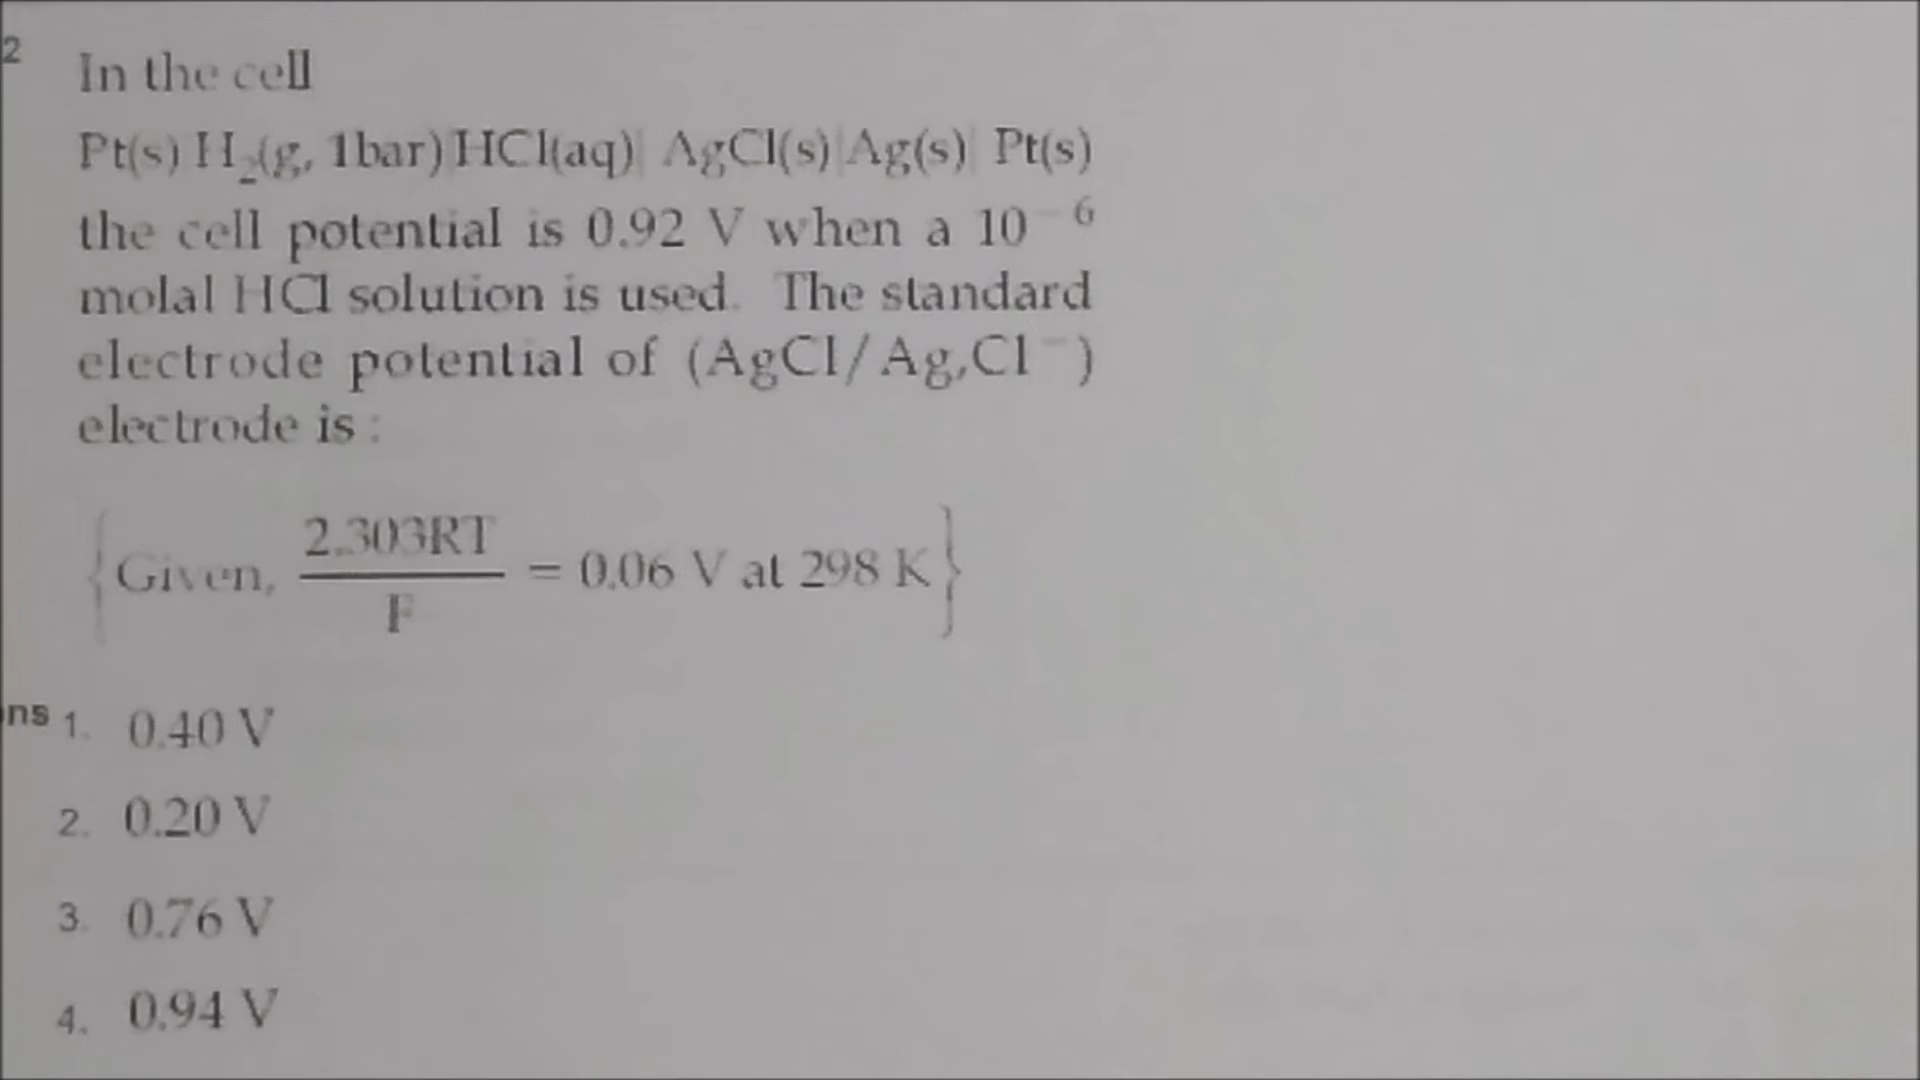 2
In the cell
Pt(s) H₂(g, 1bar) HCl(aq)| AgCl(s)|Ag(s)| Pt(s)
the cell potential is 0.92 V when a 10⁻⁶
molal HCl solution is used. The standard
electrode potential of (AgCl/Ag,Cl⁻)
electrode is :
{Given, 2.303RT/F = 0.06 V at 298 K}
ns 1. 0.40 V
2. 0.20 V
3. 0.76 V
4. 0.94 V